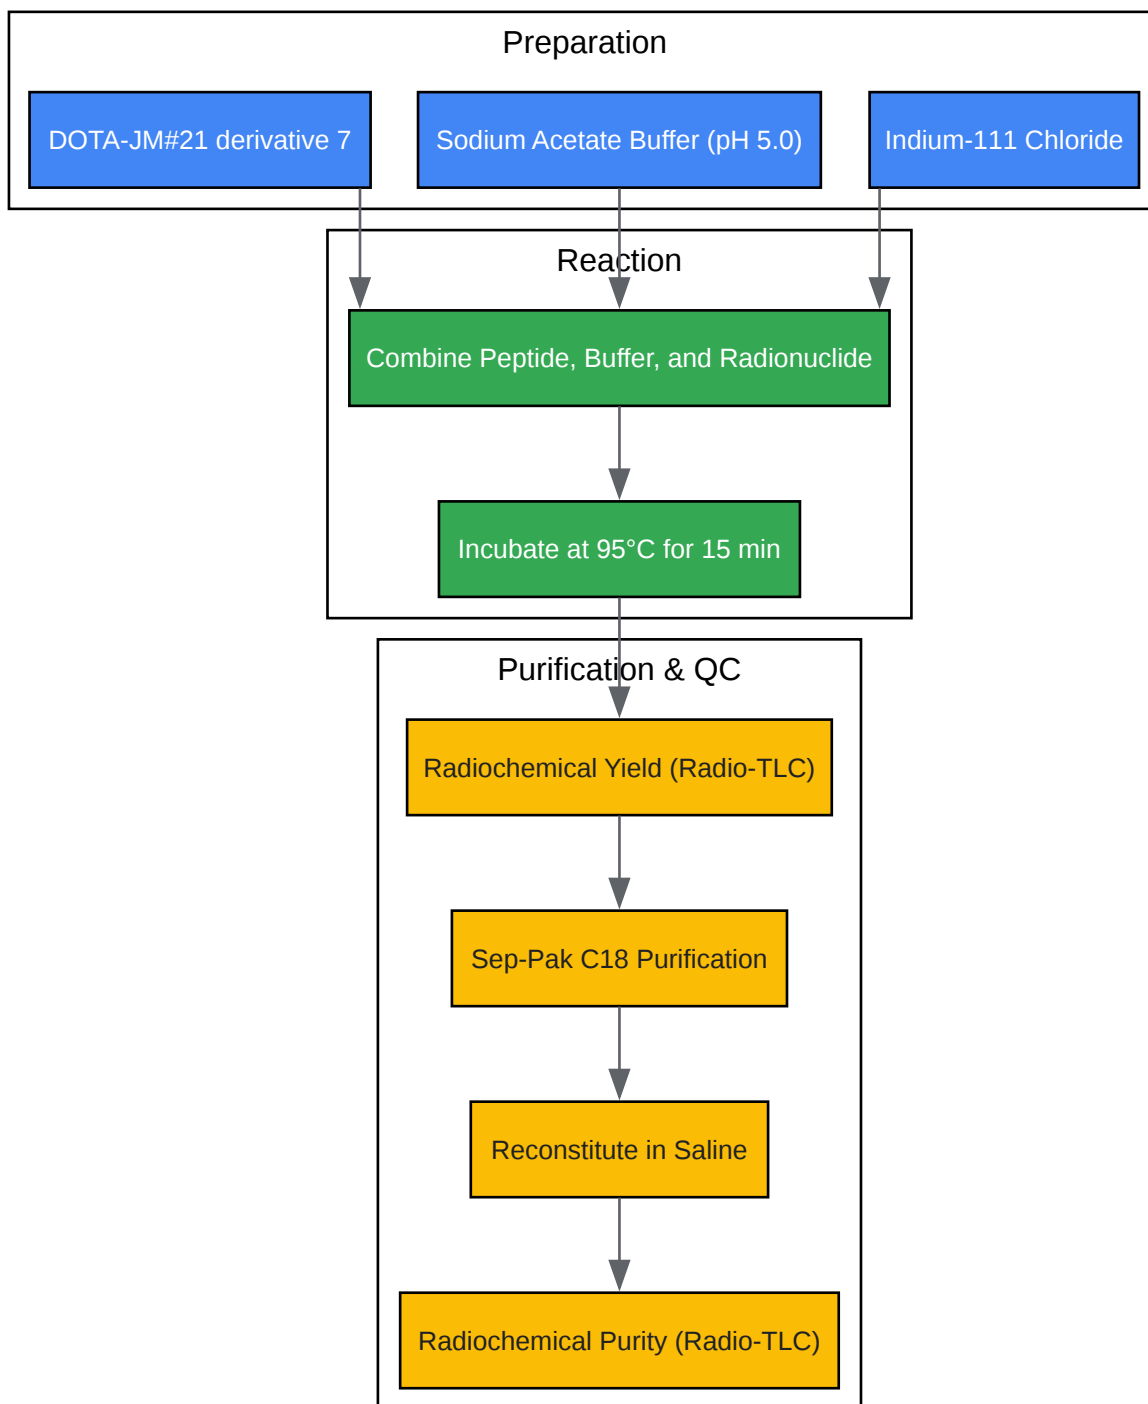 Preparation
DOTA-JM#21 derivative 7
Sodium Acetate Buffer (pH 5.0)
Indium-111 Chloride
Reaction
Combine Peptide, Buffer, and Radionuclide
Incubate at 95°C for 15 min
Purification & QC
Radiochemical Yield (Radio-TLC)
Sep-Pak C18 Purification
Reconstitute in Saline
Radiochemical Purity (Radio-TLC)